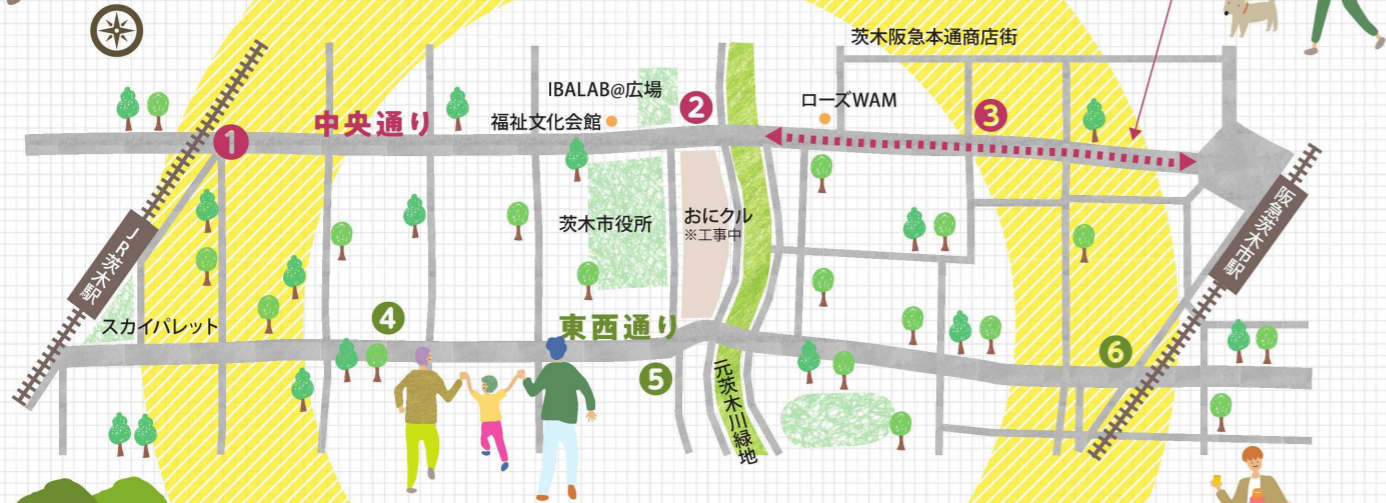 茨木阪急本通商店街
IBALAB@広場
福祉文化会館
2
ローズWAM
3
1
中央通り
茨木市役所
おにクル
※工事中
JR茨木駅
阪急茨木市駅
スカイパレット
4
東西通り
5
6
元茨木川緑地